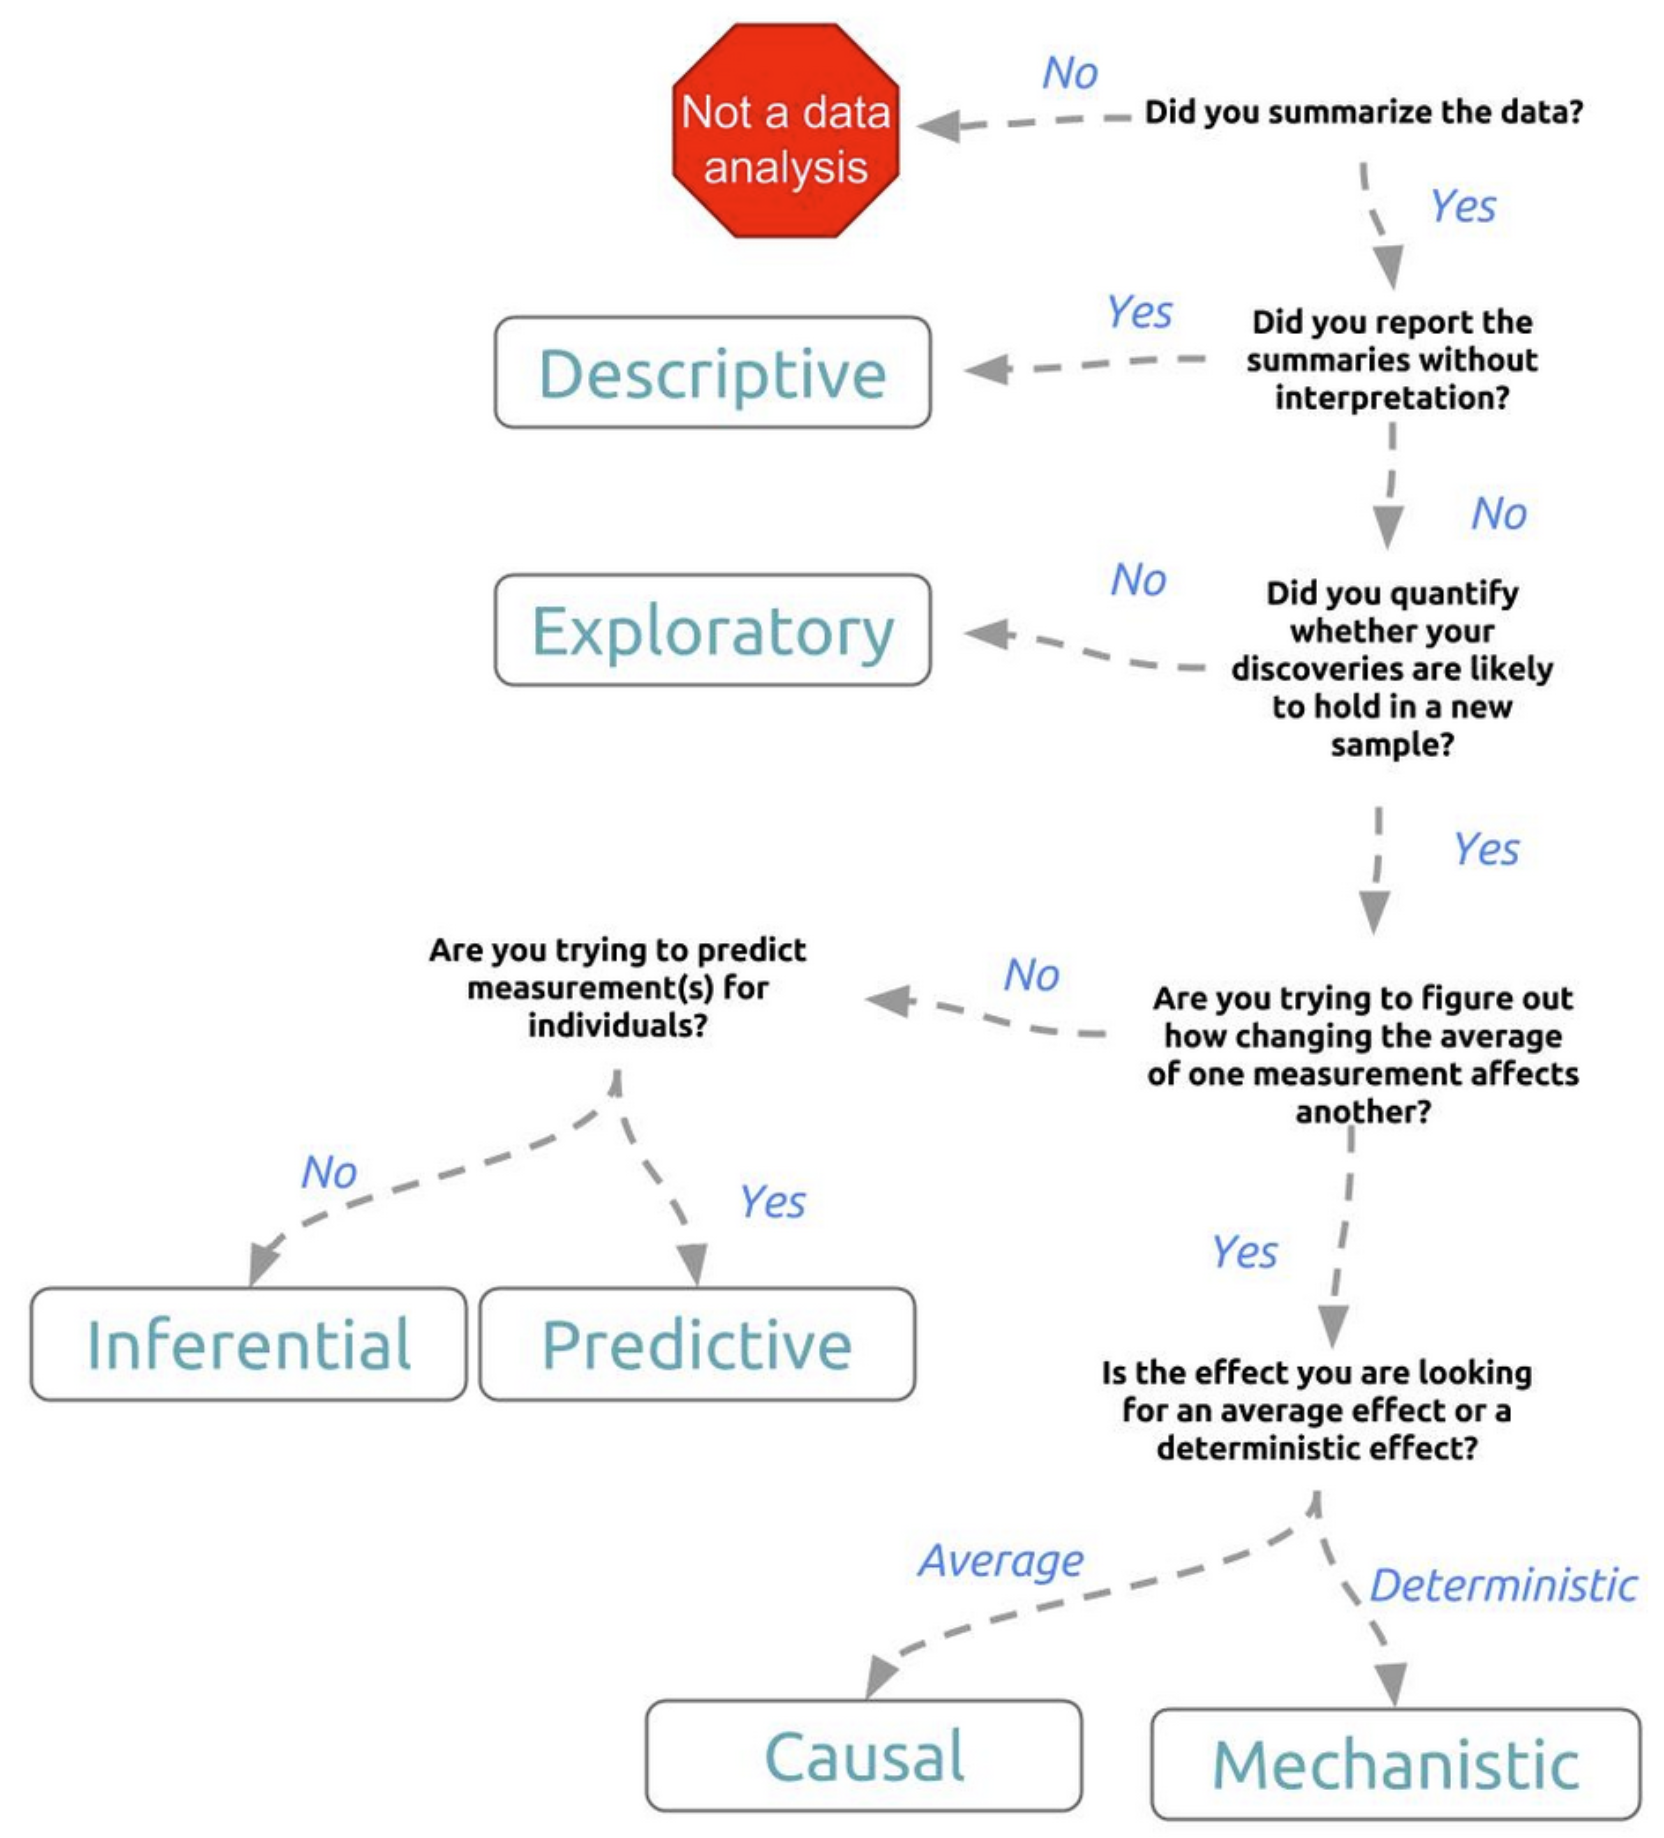 Not a data
analysis
No
Did you summarize the data?
Yes
Descriptive
Yes
Did you report the
summaries without
interpretation?
No
Exploratory
No
Did you quantify
whether your
discoveries are likely
to hold in a new
sample?
Yes
Are you trying to predict
measurement(s) for
individuals?
No
Are you trying to figure out
how changing the average
of one measurement affects
another?
No
Yes
Yes
Inferential
Predictive
Is the effect you are looking
for an average effect or a
deterministic effect?
Average
Deterministic
Causal
Mechanistic